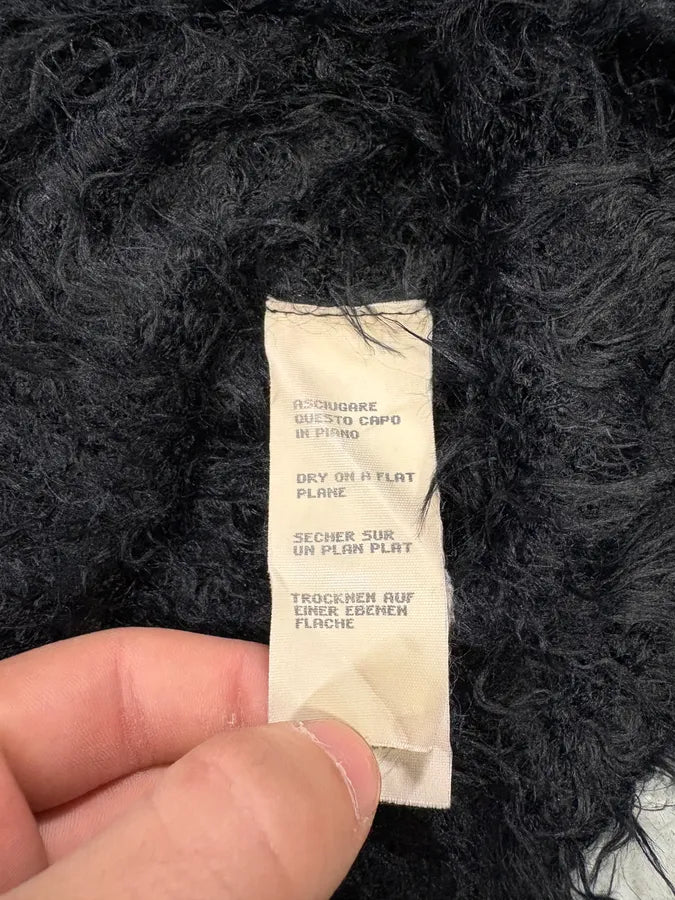 ASCIUGARE
QUESTO CAPO
IN PIANO
DRY ON A FLAT
PLANE
SECHER SUR
UN PLAN PLAT
TROCKNEN AUF
EINER EBENEN
FLACHE